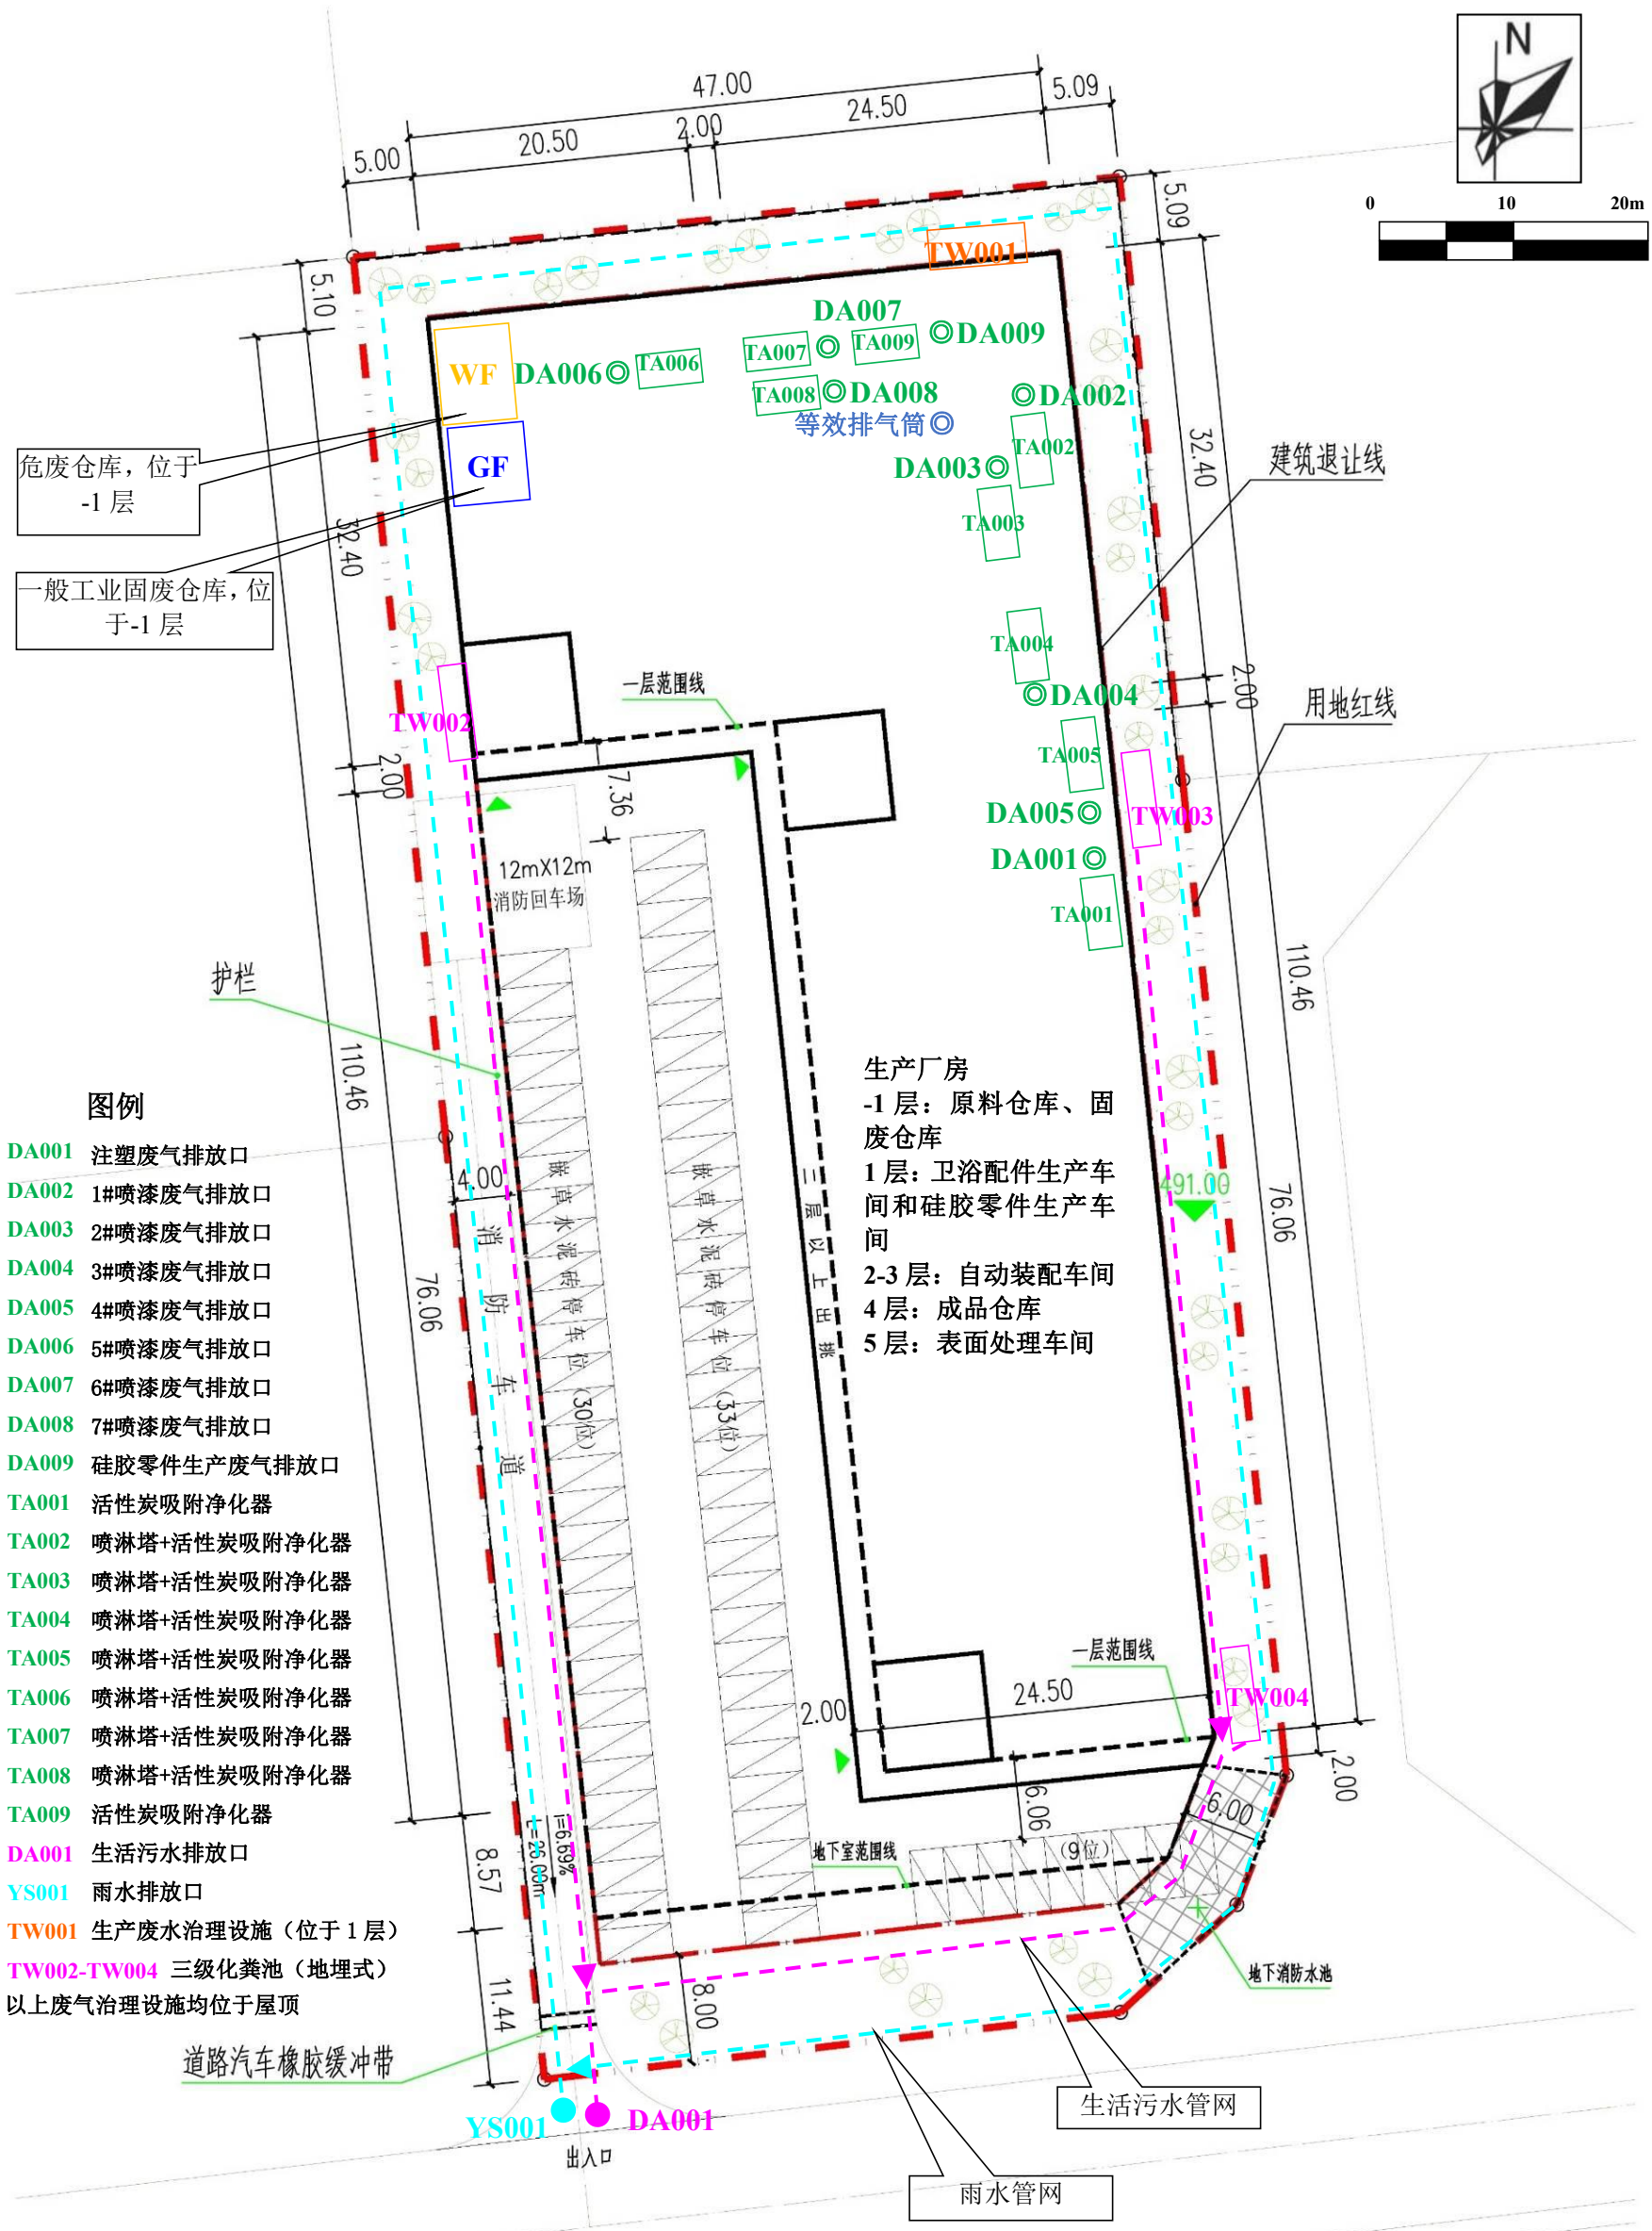 N
0 10 20m
47.00
5.00
20.50
2.00
24.50
5.09
5.09
5.10
TW001
DA007
DA009
TA007
TA009
WF
DA006
TA006
TA008
DA008
DA002
等效排气筒
TA002
GF
DA003
TA003
危废仓库，位于
-1 层
一般工业固废仓库，位
于-1 层
32.40
32.40
建筑退让线
TA004
一层范围线
DA004
2.00
用地红线
TW002
TA005
2.00
7.36
DA005
TW003
12mX12m
消防回车场
DA001
TA001
护栏
110.46
110.46
生产厂房
-1 层：原料仓库、固
废仓库
1 层：卫浴配件生产车
间和硅胶零件生产车
间
2-3 层：自动装配车间
4 层：成品仓库
5 层：表面处理车间
491.00
76.06
76.06
4.00
消防车道
嵌草水泥砖停车位（30位）
嵌草水泥砖停车位（33位）
三层以上出挑
图例
DA001 注塑废气排放口
DA002 1#喷漆废气排放口
DA003 2#喷漆废气排放口
DA004 3#喷漆废气排放口
DA005 4#喷漆废气排放口
DA006 5#喷漆废气排放口
DA007 6#喷漆废气排放口
DA008 7#喷漆废气排放口
DA009 硅胶零件生产废气排放口
TA001 活性炭吸附净化器
TA002 喷淋塔+活性炭吸附净化器
TA003 喷淋塔+活性炭吸附净化器
TA004 喷淋塔+活性炭吸附净化器
TA005 喷淋塔+活性炭吸附净化器
TA006 喷淋塔+活性炭吸附净化器
TA007 喷淋塔+活性炭吸附净化器
TA008 喷淋塔+活性炭吸附净化器
TA009 活性炭吸附净化器
DA001 生活污水排放口
YS001 雨水排放口
TW001 生产废水治理设施（位于 1 层）
TW002-TW004 三级化粪池（地埋式）
以上废气治理设施均位于屋顶
一层范围线
24.50
2.00
TW004
2.00
6.00
6.06
（9位）
地下室范围线
i=6.69%
L=26.00m
8.57
11.44
8.00
地下消防水池
道路汽车橡胶缓冲带
YS001
DA001
出入口
生活污水管网
雨水管网